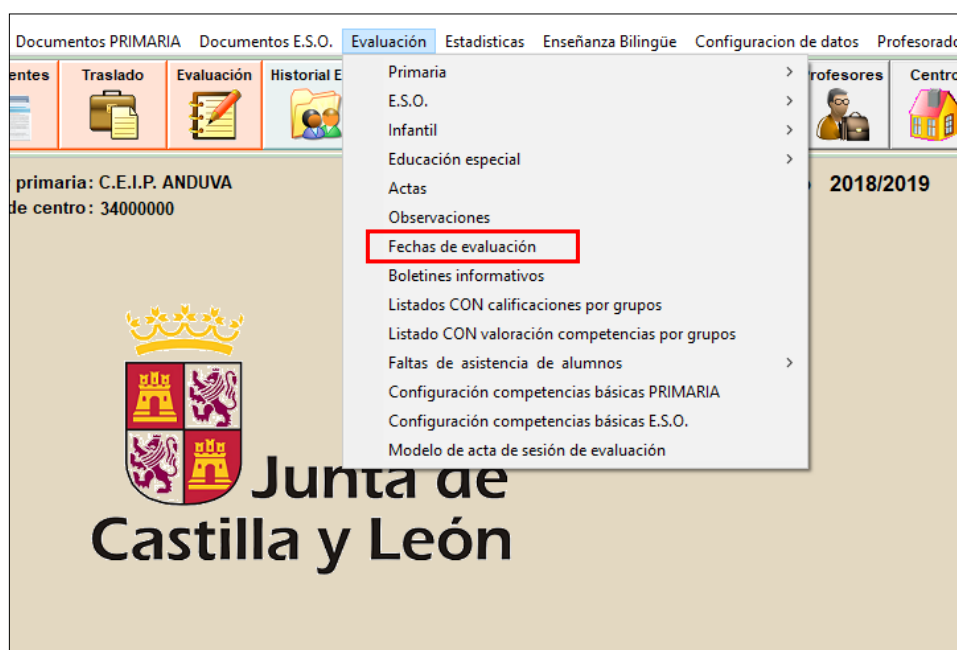 Documentos PRIMARIA Documentos E.S.O. Evaluación Estadisticas Enseñanza Bilingüe Configuracion de datos Profesorado
entes Traslado Evaluación Historial E rofesores Centro
primaria: C.E.I.P. ANDUVA
de centro: 34000000
2018/2019
Primaria
E.S.O.
Infantil
Educación especial
Actas
Observaciones
Fechas de evaluación
Boletines informativos
Listados CON calificaciones por grupos
Listado CON valoración competencias por grupos
Faltas de asistencia de alumnos
Configuración competencias básicas PRIMARIA
Configuración competencias básicas E.S.O.
Modelo de acta de sesión de evaluación
Junta de
Castilla y León